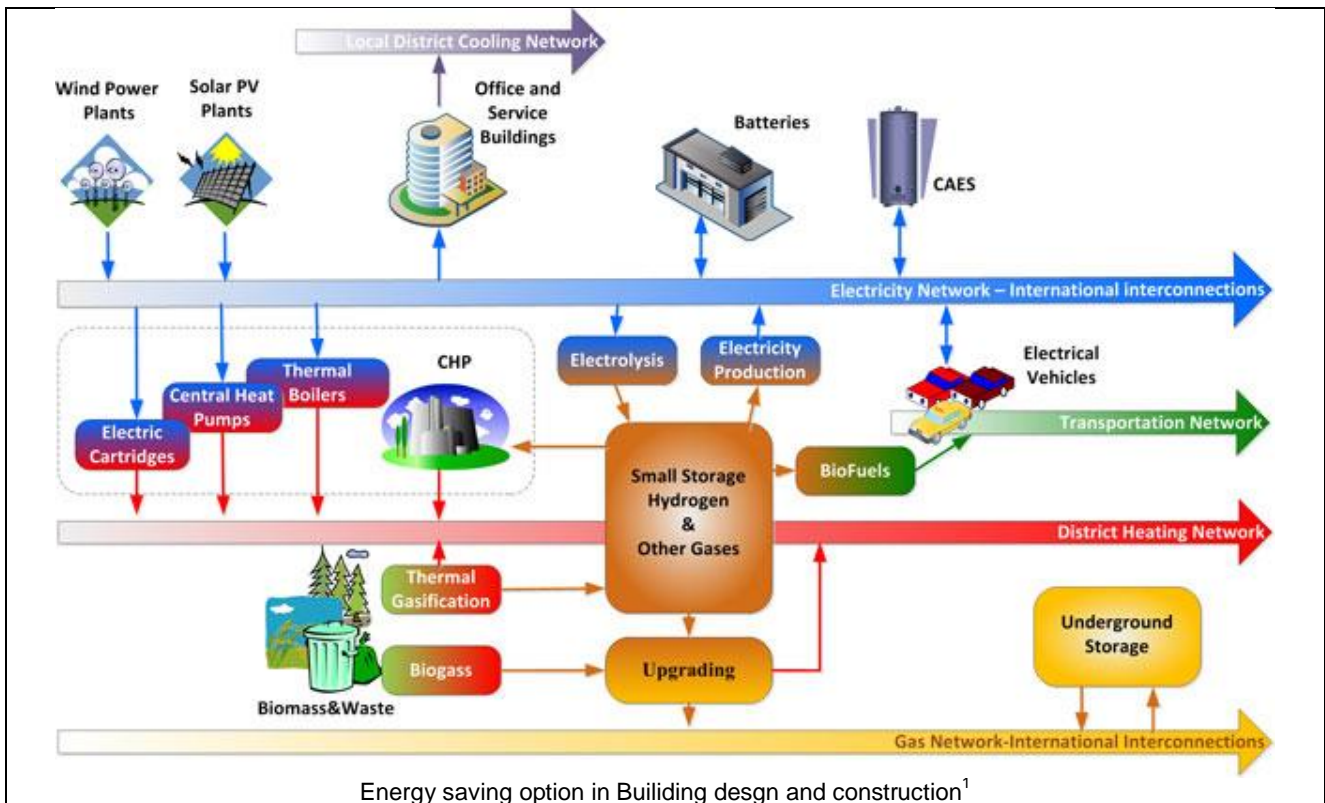 Local District Cooling Network
Wind Power
Plants
Solar PV
Plants
Office and
Service
Buildings
Batteries
CAES
Electricity Network – International interconnections
Electrolysis
Electricity
Production
Electrical
Vehicles
Thermal
Boilers
Central Heat
Pumps
Electric
Cartridges
CHP
Transportation Network
Small Storage
Hydrogen
&
Other Gases
BioFuels
District Heating Network
Thermal
Gasification
Biogass
Biomass&Waste
Upgrading
Underground
Storage
Gas Network-International Interconnections
Energy saving option in Builiding desgn and construction1